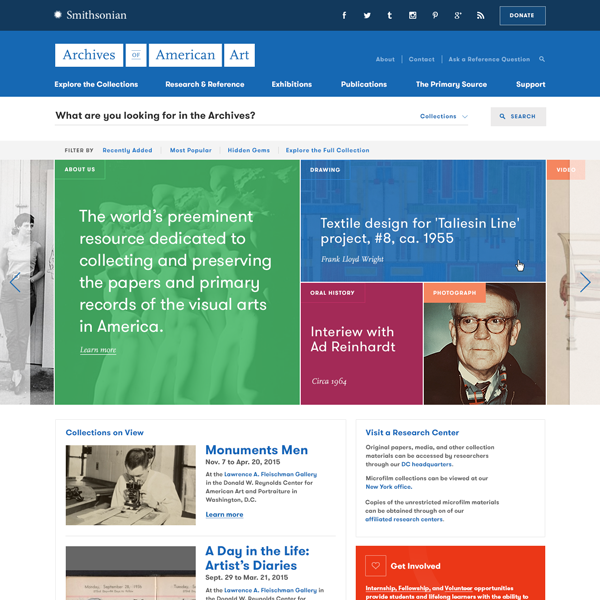 Smithsonian
DONATE
Archives OF American Art
About
Contact
Ask a Reference Question
Explore the Collections
Research & Reference
Exhibitions
Publications
The Primary Source
Support
What are you looking for in the Archives?
Collections
SEARCH
FILTER BY
Recently Added
Most Popular
Hidden Gems
Explore the Full Collection
ABOUT US
The world's preeminent
resource dedicated to
collecting and preserving
the papers and primary
records of the visual arts
in America.
Learn more
DRAWING
Textile design for 'Taliesin Line'
project, #8, ca. 1955
Frank Lloyd Wright
ORAL HISTORY
Interiew with
Ad Reinhardt
Circa 1964
PHOTOGRAPH
VIDEO
Collections on View
Monuments Men
Nov. 7 to Apr. 20, 2015
At the Lawrence A. Fleischman Gallery
in the Donald W. Reynolds Center for
American Art and Portraiture in
Washington, D.C.
Learn more
A Day in the Life:
Artist's Diaries
Sept. 29 to Mar. 21, 2015
At the Lawrence A. Fleischman Gallery
in the Donald W. Reynolds Center for
Visit a Research Center
Original papers, media, and other collection
materials can be accessed by researchers
through our DC headquarters.
Microfilm collections can be viewed at our
New York office.
Copies of the unrestricted microfilm materials
can be obtained through on of our
affiliated research centers.
Get Involved
Internship, Fellowship, and Volunteer opportunities
provide students and lifelong learners with the ability to